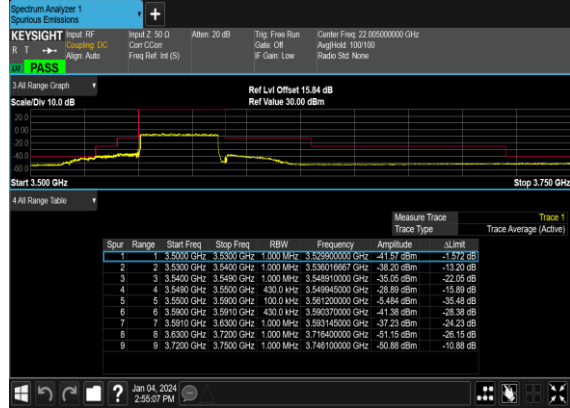 Spectrum Analyzer 1
Spurious Emissions
KEYSIGHT Input: RF Input Z: 50 Ω Atten: 20 dB Trig: Free Run Center Freq: 22.005000000 GHz
R T Coupling: DC Corr CCorr Gate: Off Avg|Hold: 100/100
Align: Auto Freq Ref: Int (S) IF Gain: Low Radio Std: None
PASS
3 All Range Graph
Ref Lvl Offset 15.84 dB
Scale/Div 10.0 dB Ref Value 30.00 dBm
20.0
0.00
-20.0
-40.0
-60.0
Start 3.500 GHz Stop 3.750 GHz
4 All Range Table
Measure Trace Trace 1
Trace Type Trace Average (Active)
Spur Range Start Freq Stop Freq RBW Frequency Amplitude ΔLimit
1 1 3.5000 GHz 3.5300 GHz 1.000 MHz 3.529900000 GHz -41.57 dBm -1.572 dB
2 2 3.5300 GHz 3.5400 GHz 1.000 MHz 3.536016667 GHz -38.20 dBm -13.20 dB
3 3 3.5400 GHz 3.5490 GHz 1.000 MHz 3.548910000 GHz -35.05 dBm -22.05 dB
4 4 3.5490 GHz 3.5500 GHz 430.0 kHz 3.549945000 GHz -28.89 dBm -15.89 dB
5 5 3.5500 GHz 3.5900 GHz 100.0 kHz 3.561200000 GHz -5.484 dBm -35.48 dB
6 6 3.5900 GHz 3.5910 GHz 430.0 kHz 3.590370000 GHz -41.38 dBm -28.38 dB
7 7 3.5910 GHz 3.6300 GHz 1.000 MHz 3.593145000 GHz -37.23 dBm -24.23 dB
8 8 3.6300 GHz 3.7200 GHz 1.000 MHz 3.716400000 GHz -51.15 dBm -26.15 dB
9 9 3.7200 GHz 3.7500 GHz 1.000 MHz 3.746100000 GHz -50.88 dBm -10.88 dB
Jan 04, 2024
2:55:07 PM